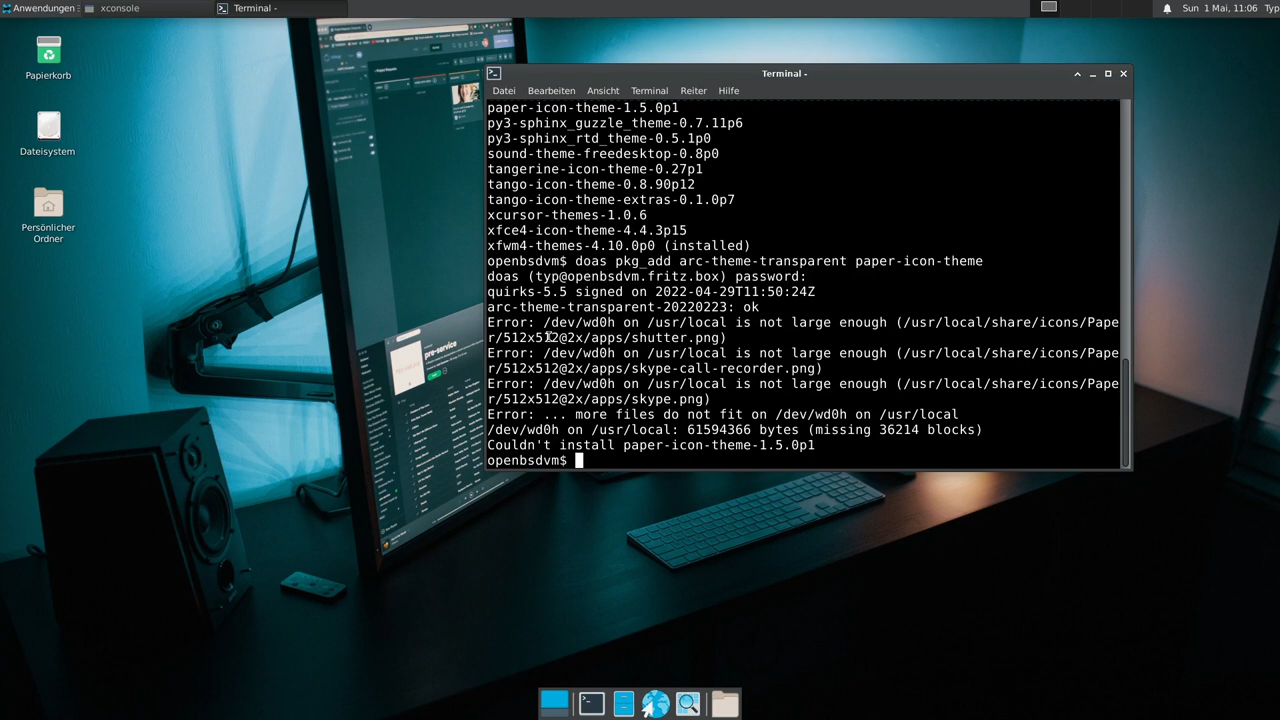 Anwendungen
xconsole
Terminal -
Sun 1 Mai, 11:06
Typ
Papierkorb
Dateisystem
Persönlicher
Ordner
Terminal -
Datei
Bearbeiten
Ansicht
Terminal
Reiter
Hilfe
paper-icon-theme-1.5.0p1
py3-sphinx_guzzle_theme-0.7.11p6
py3-sphinx_rtd_theme-0.5.1p0
sound-theme-freedesktop-0.8p0
tangerine-icon-theme-0.27p1
tango-icon-theme-0.8.90p12
tango-icon-theme-extras-0.1.0p7
xcursor-themes-1.0.6
xfce4-icon-theme-4.4.3p15
xfwm4-themes-4.10.0p0 (installed)
openbsdvm$ doas pkg_add arc-theme-transparent paper-icon-theme
doas (typ@openbsdvm.fritz.box) password:
quirks-5.5 signed on 2022-04-29T11:50:24Z
arc-theme-transparent-20220223: ok
Error: /dev/wd0h on /usr/local is not large enough (/usr/local/share/icons/Pape
r/512x512@2x/apps/shutter.png)
Error: /dev/wd0h on /usr/local is not large enough (/usr/local/share/icons/Pape
r/512x512@2x/apps/skype-call-recorder.png)
Error: /dev/wd0h on /usr/local is not large enough (/usr/local/share/icons/Pape
r/512x512@2x/apps/skype.png)
Error: ... more files do not fit on /dev/wd0h on /usr/local
/dev/wd0h on /usr/local: 61594366 bytes (missing 36214 blocks)
Couldn't install paper-icon-theme-1.5.0p1
openbsdvm$
pre-service